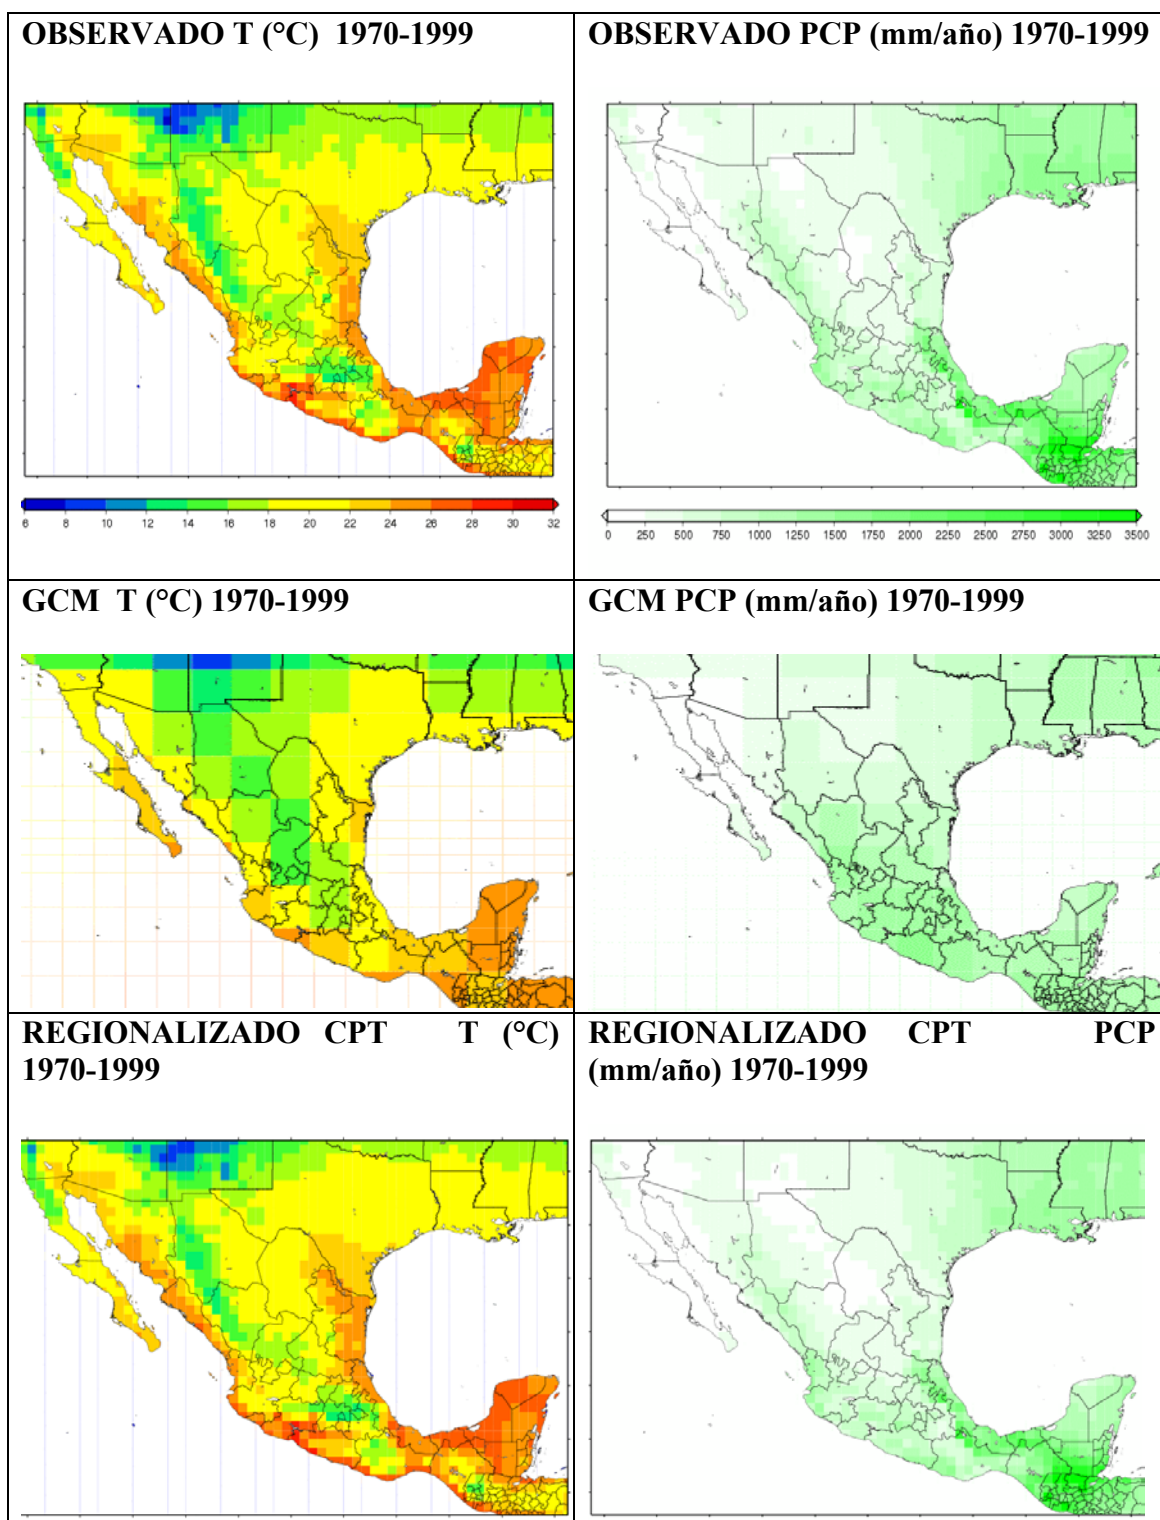 OBSERVADO T (°C) 1970-1999
OBSERVADO PCP (mm/año) 1970-1999
6 8 10 12 14 16 18 20 22 24 26 28 30 32
0 250 500 750 1000 1250 1500 1750 2000 2250 2500 2750 3000 3250 3500
GCM T (°C) 1970-1999
GCM PCP (mm/año) 1970-1999
REGIONALIZADO CPT T (°C)
1970-1999
REGIONALIZADO CPT PCP
(mm/año) 1970-1999